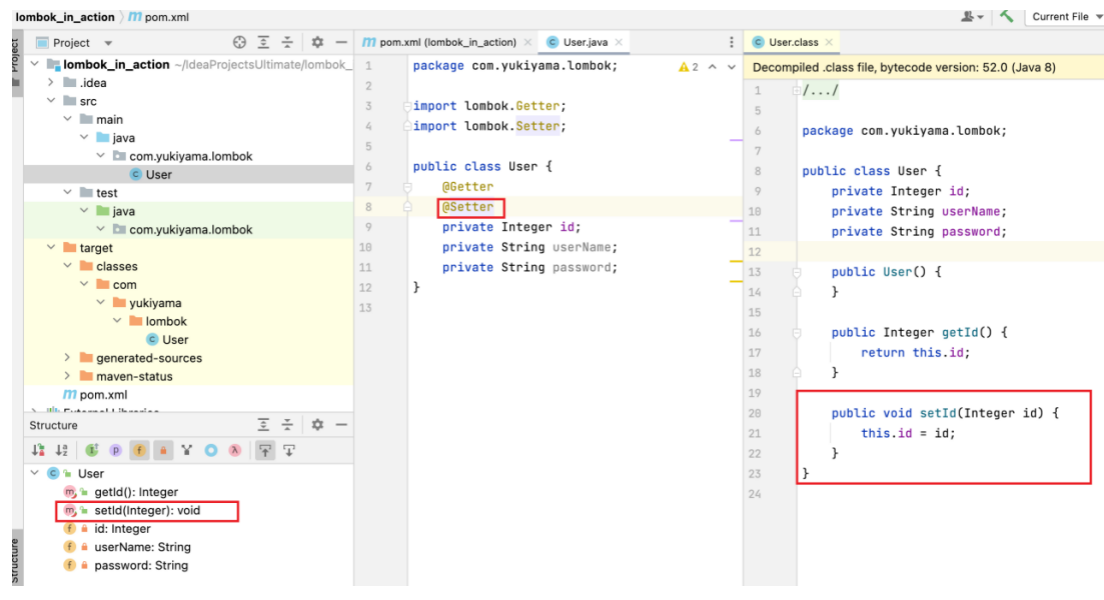 lombok_in_action pom.xml
Current File
Project
Project
lombok_in_action ~/IdeaProjectsUltimate/lombok_
.idea
src
main
java
com.yukiyama.lombok
User
test
java
com.yukiyama.lombok
target
classes
com
yukiyama
lombok
User
generated-sources
maven-status
pom.xml
Structure
User
getId(): Integer
setId(Integer): void
id: Integer
userName: String
password: String
Structure
pom.xml (lombok_in_action)
User.java
1 package com.yukiyama.lombok;
2
3 import lombok.Getter;
4 import lombok.Setter;
5
6 public class User {
7 @Getter
8 @Setter
9 private Integer id;
10 private String userName;
11 private String password;
12 }
13
2
User.class
Decompiled .class file, bytecode version: 52.0 (Java 8)
1 /.../
5
6 package com.yukiyama.lombok;
7
8 public class User {
9 private Integer id;
10 private String userName;
11 private String password;
12
13 public User() {
14 }
15
16 public Integer getId() {
17 return this.id;
18 }
19
20 public void setId(Integer id) {
21 this.id = id;
22 }
23 }
24